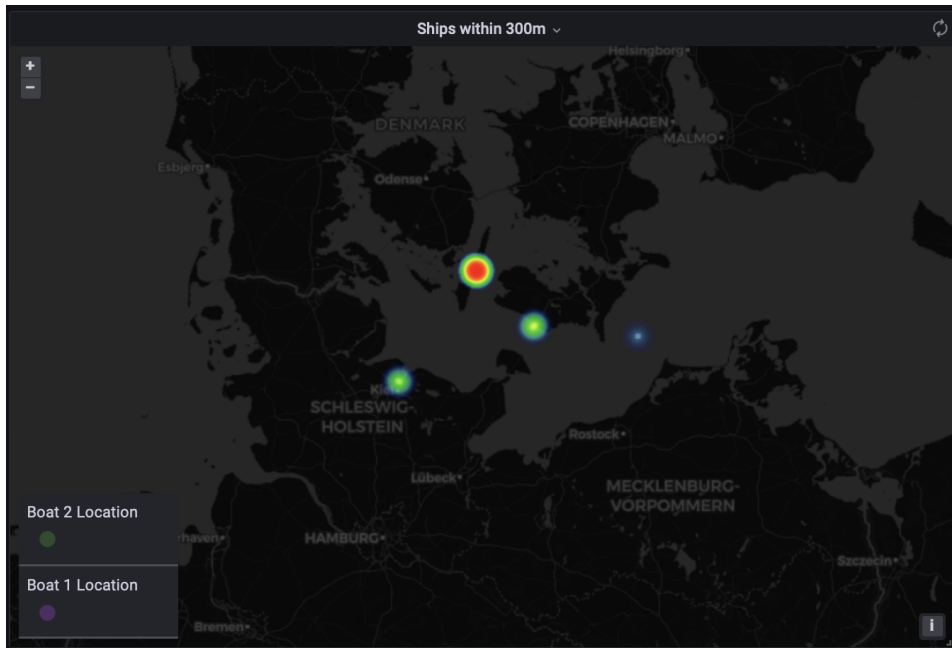 Ships within 300m
+
−
Helsingborg
DENMARK
COPENHAGEN
MALMO
Esbjerg
Odense
Kiel
SCHLESWIG-
HOLSTEIN
Rostock
Lübeck
MECKLENBURG-
VORPOMMERN
Boat 2 Location
rhaven
HAMBURG
Szczecin
Boat 1 Location
Bremen
i